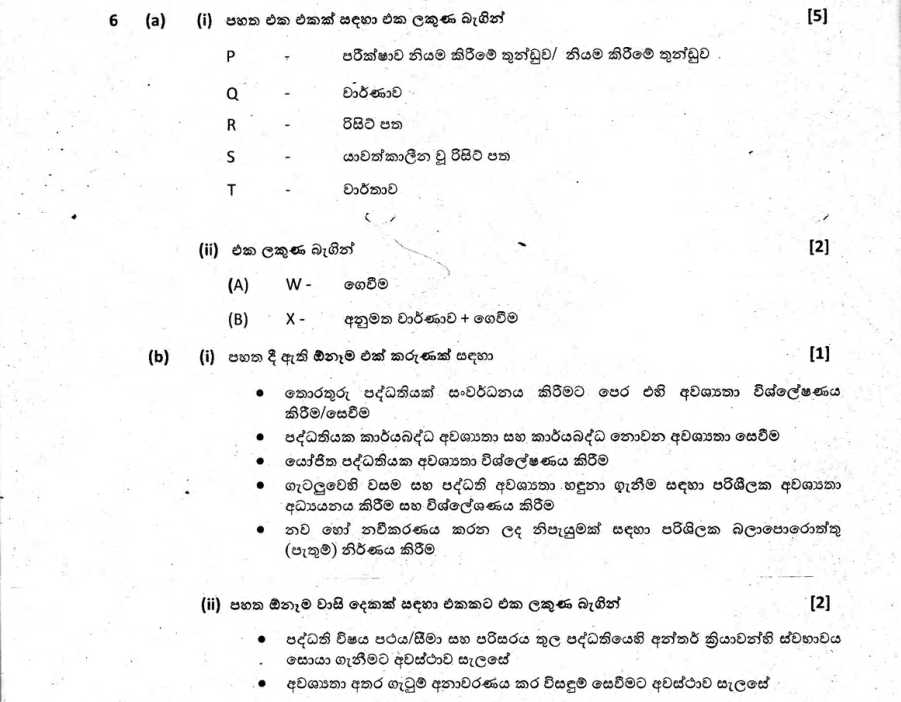 6 (a) (i) පහත එක එකක් සඳහා එක ලකුණ බැගින් [5]
P - පරීක්ෂාව නියම කිරීමේ තුන්ඩුව/ නියම කිරීමේ තුන්ඩුව
Q - වාර්ණාව
R - රිසිට් පත
S - යාවත්කාලීන වූ රිසිට් පත
T - වාර්තාව
(ii) එක ලකුණ බැගින් [2]
(A) W - ගෙවීම
(B) X - අනුමත වාර්ණාව + ගෙවීම
(b) (i) පහත දී ඇති ඕනෑම එක් කරුණක් සඳහා [1]
• තොරතුරු පද්ධතියක් සංවර්ධනය කිරීමට පෙර එහි අවශ්‍යතා විශ්ලේෂණය
කිරීම/සෙවීම
• පද්ධතියක කාර්යබද්ධ අවශ්‍යතා සහ කාර්යබද්ධ නොවන අවශ්‍යතා සෙවීම
• යෝජිත පද්ධතියක අවශ්‍යතා විශ්ලේෂණය කිරීම
• ගැටලුවෙහි වසම සහ පද්ධති අවශ්‍යතා හඳුනා ගැනීම සඳහා පරිශීලක අවශ්‍යතා
අධ්‍යයනය කිරීම සහ විශ්ලේශණය කිරීම
• නව හෝ නවීකරණය කරන ලද නිපැයුමක් සඳහා පරිශිලක බලාපොරොත්තු
(පැතුම්) නිර්ණය කිරීම
(ii) පහත ඕනෑම වාසි දෙකක් සඳහා එකකට එක ලකුණ බැගින් [2]
• පද්ධති විෂය පථය/සීමා සහ පරිසරය තුල පද්ධතියෙහි අන්තර් ක්‍රියාවන්හි ස්වභාවය
සොයා ගැනීමට අවස්ථාව සැලසේ
• අවශ්‍යතා අතර ගැටුම් අනාවරණය කර විසඳුම් සෙවීමට අවස්ථාව සැලසේ